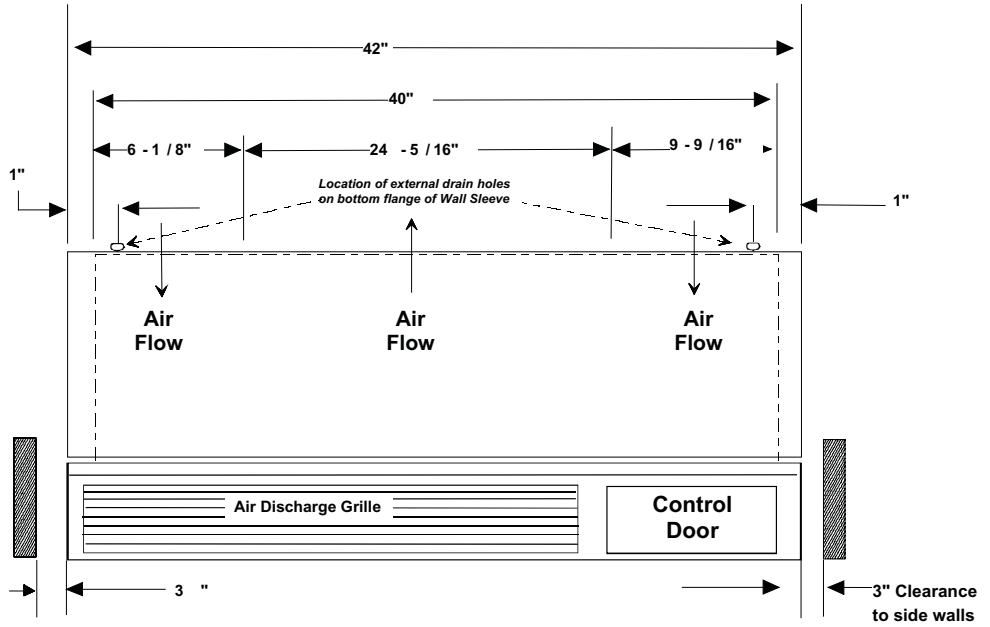 42"
40"
6 - 1 / 8"
24 - 5 / 16"
9 - 9 / 16"
1"
Location of external drain holes
on bottom flange of Wall Sleeve
1"
Air
Flow
Air
Flow
Air
Flow
Air Discharge Grille
Control
Door
3 "
3" Clearance
to side walls